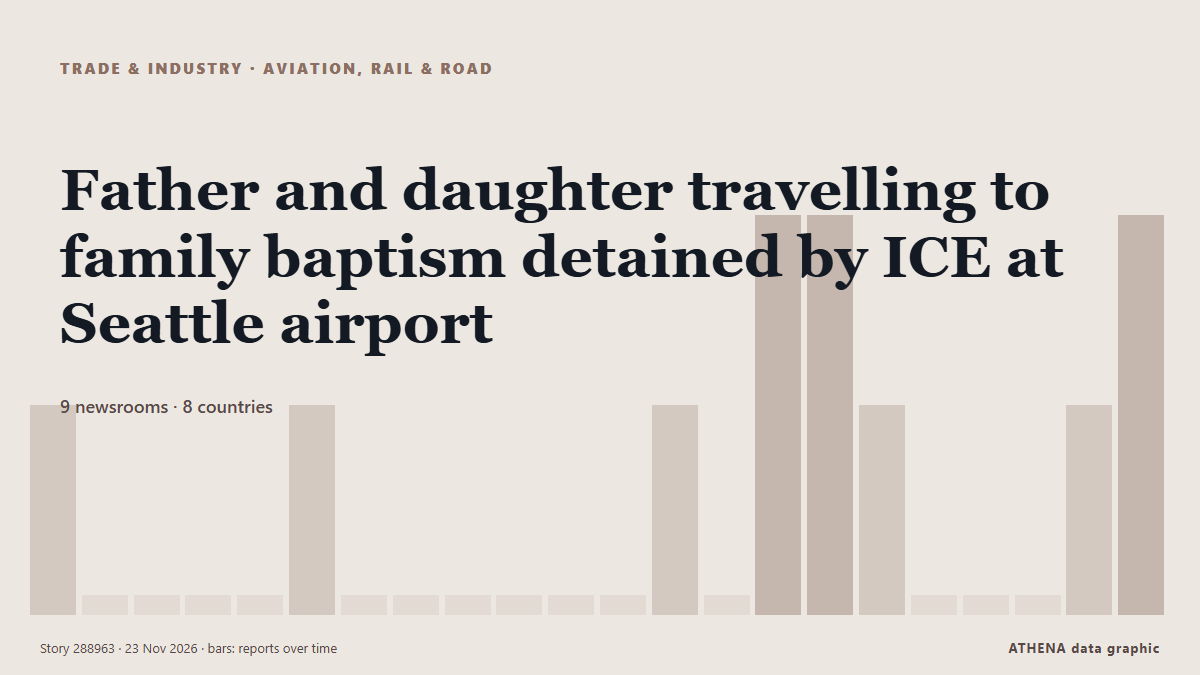 TRADE & INDUSTRY · AVIATION, RAIL & ROAD
Father and daughter travelling to
family baptism detained by ICE at
Seattle airport
9 newsrooms · 8 countries
Story 288963 · 23 Nov 2026 · bars: reports over time
ATHENA data graphic